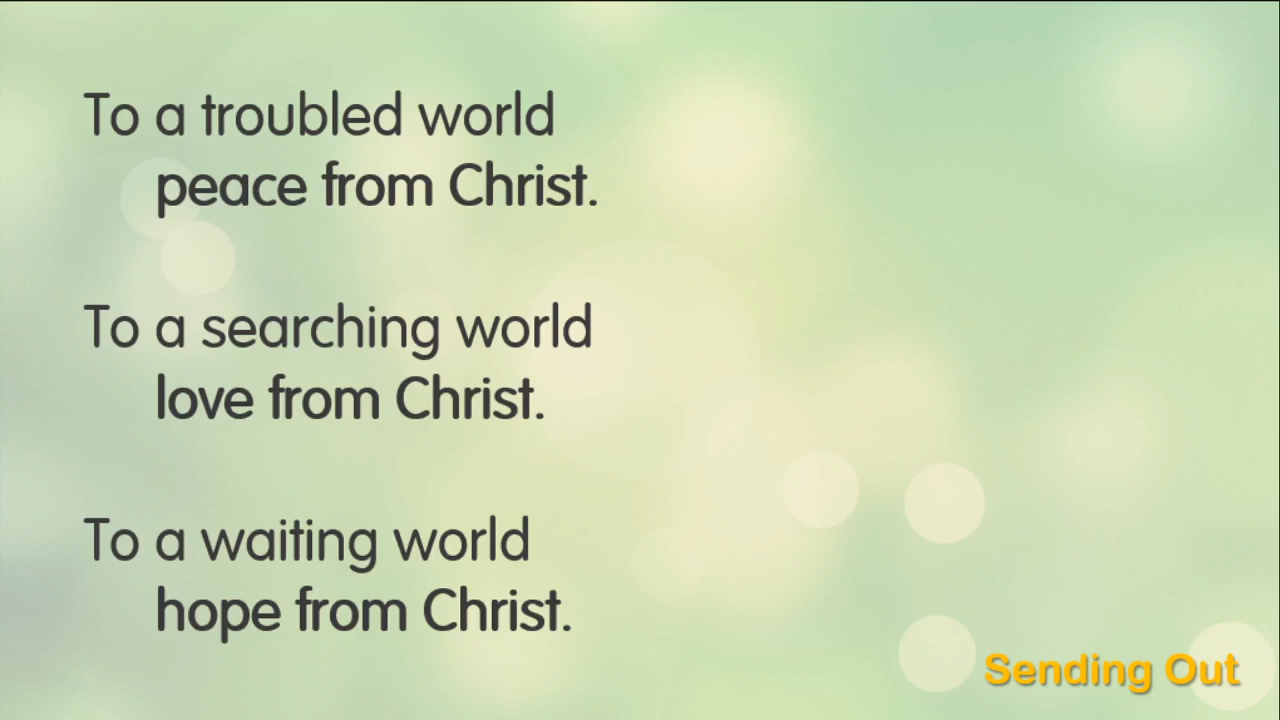 To a troubled world
peace from Christ.
To a searching world
love from Christ.
To a waiting world
hope from Christ.
Sending Out